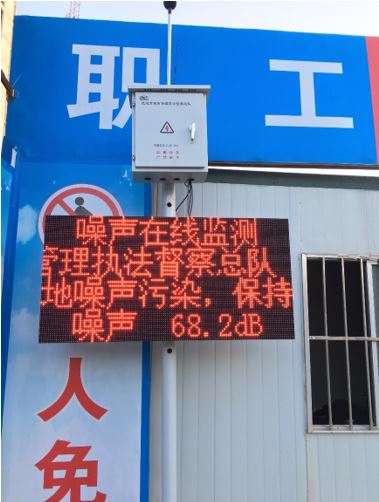 职 工
噪声在线监测
管理执法督察总队
地噪声污染，保持
噪声 68.2dB
人免